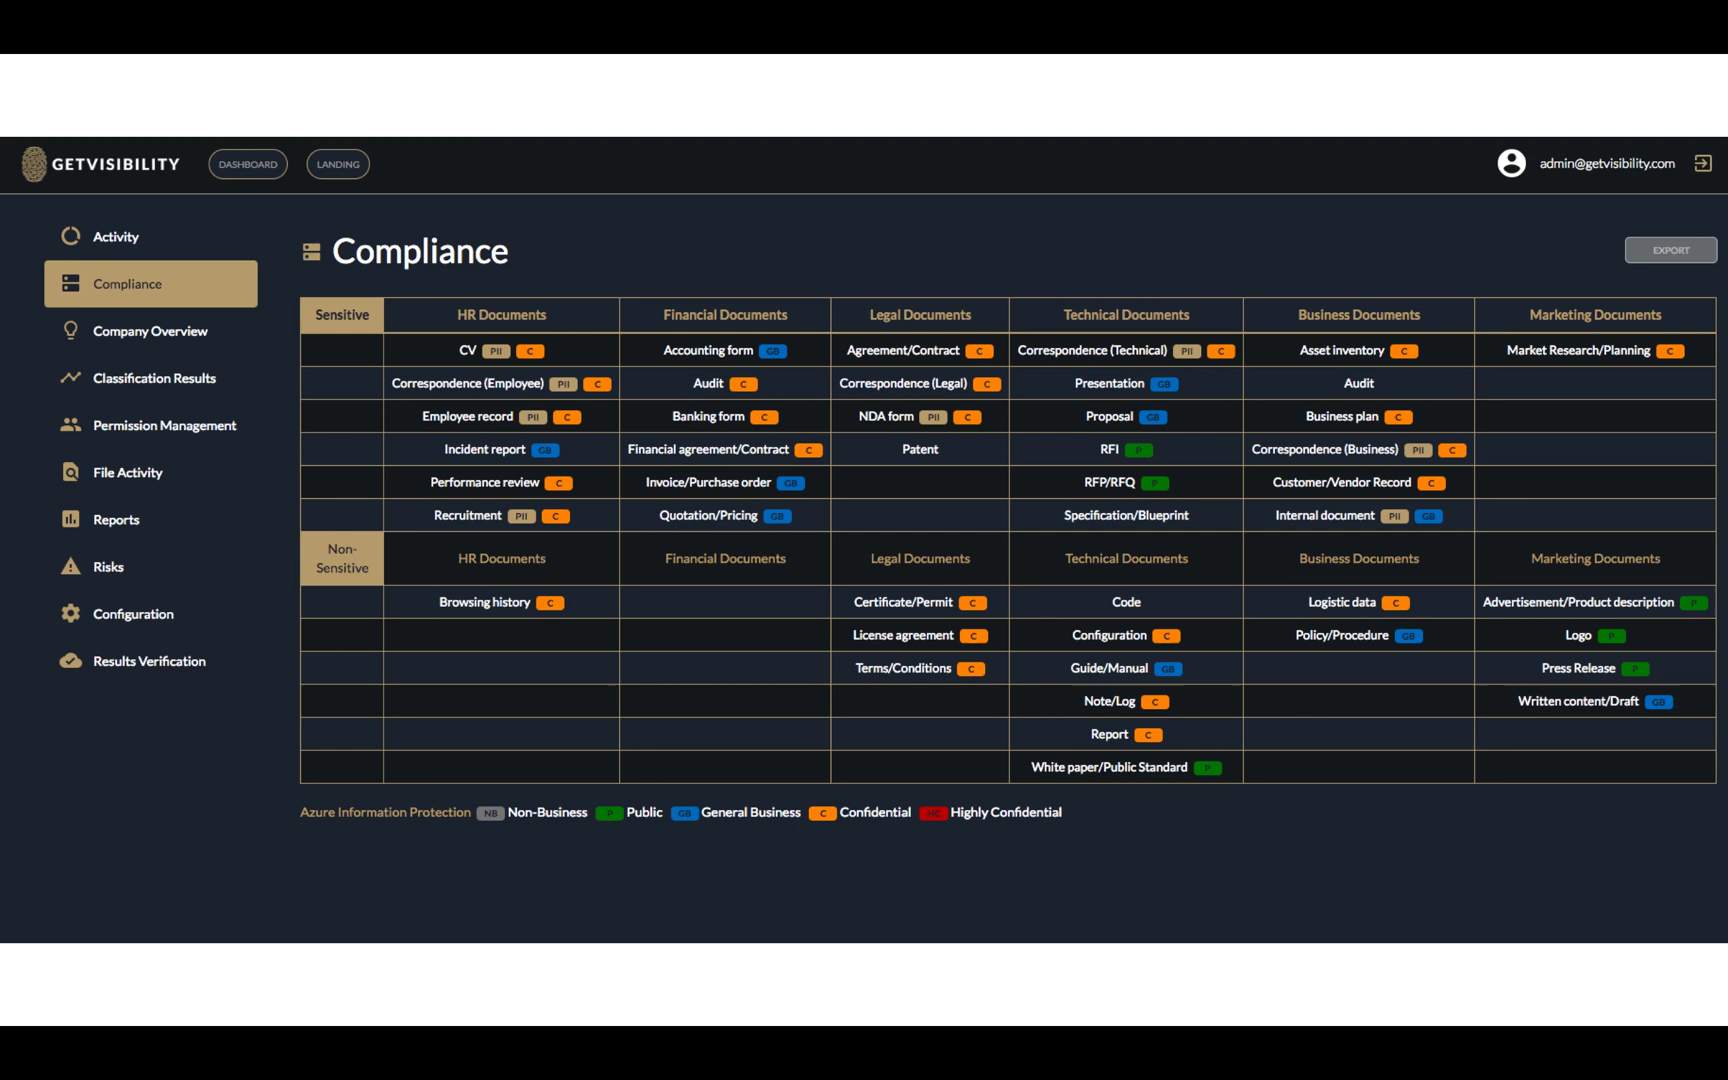 GETVISIBILITY DASHBOARD LANDING admin@getvisibility.com
Activity
Compliance
Company Overview
Classification Results
Permission Management
File Activity
Reports
Risks
Configuration
Results Verification
Compliance EXPORT
Sensitive HR Documents Financial Documents Legal Documents Technical Documents Business Documents Marketing Documents
CV PII C Accounting form GB Agreement/Contract C Correspondence (Technical) PII C Asset inventory C Market Research/Planning C
Correspondence (Employee) PII C Audit C Correspondence (Legal) C Presentation GB Audit
Employee record PII C Banking form C NDA form PII C Proposal GB Business plan C
Incident report GB Financial agreement/Contract C Patent RFI P Correspondence (Business) PII C
Performance review C Invoice/Purchase order GB RFP/RFQ P Customer/Vendor Record C
Recruitment PII C Quotation/Pricing GB Specification/Blueprint Internal document PII GB
Non-
Sensitive HR Documents Financial Documents Legal Documents Technical Documents Business Documents Marketing Documents
Browsing history C Certificate/Permit C Code Logistic data C Advertisement/Product description P
License agreement C Configuration C Policy/Procedure GB Logo P
Terms/Conditions C Guide/Manual GB Press Release P
Note/Log C Written content/Draft GB
Report C
White paper/Public Standard P
Azure Information Protection NB Non-Business P Public GB General Business C Confidential HC Highly Confidential